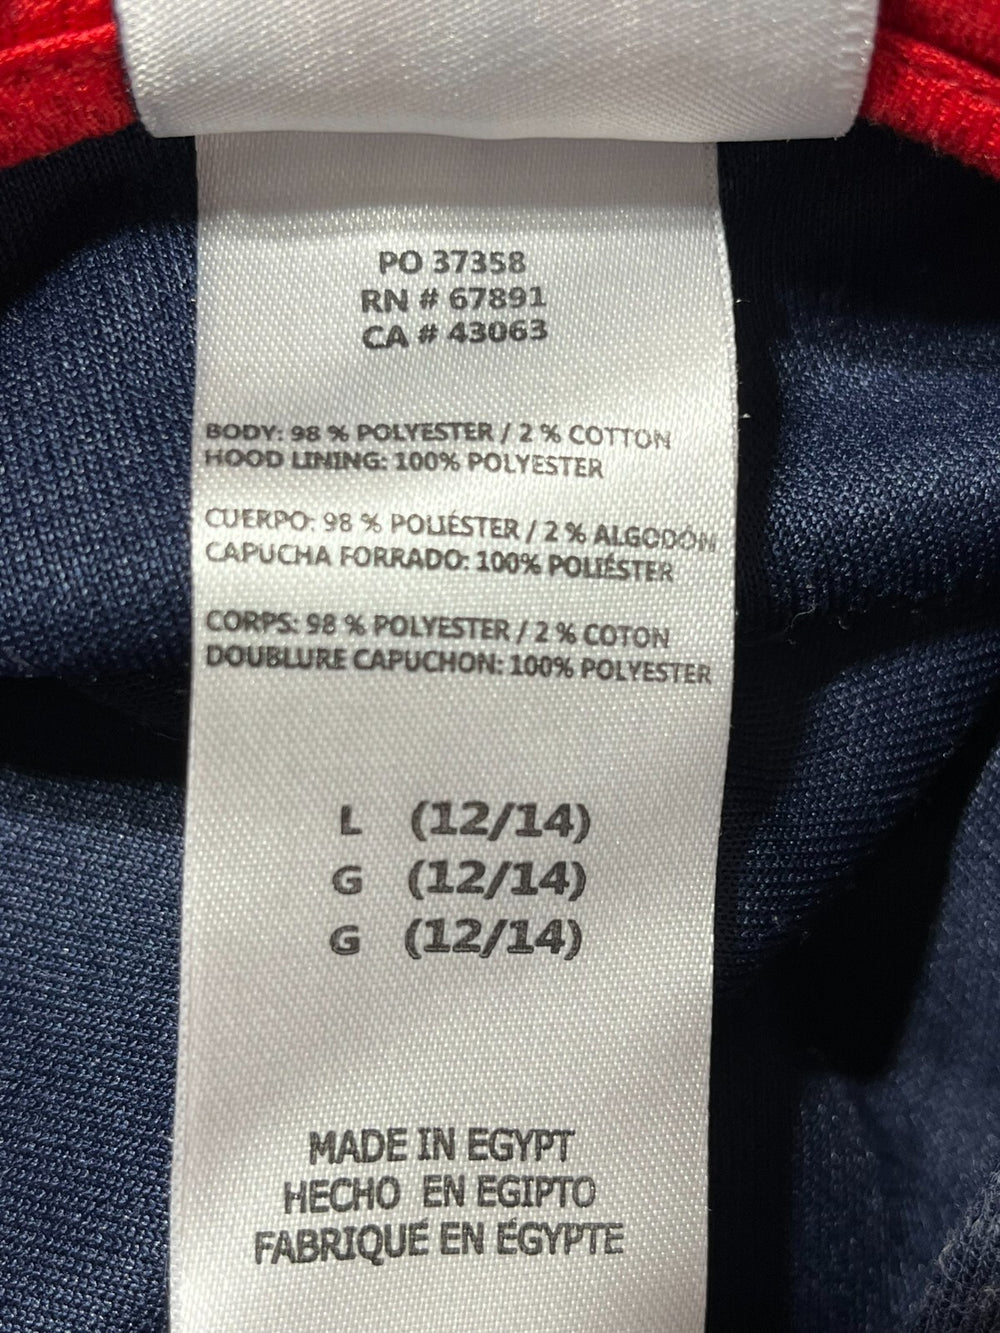 PO 37358
RN # 67891
CA # 43063
BODY: 98 % POLYESTER / 2 % COTTON
HOOD LINING: 100% POLYESTER
CUERPO: 98 % POLIÉSTER / 2 % ALGODÓN
CAPUCHA FORRADO: 100% POLIÉSTER
CORPS: 98 % POLYESTER / 2 % COTON
DOUBLURE CAPUCHON: 100% POLYESTER
L (12/14)
G (12/14)
G (12/14)
MADE IN EGYPT
HECHO EN EGIPTO
FABRIQUÉ EN ÉGYPTE